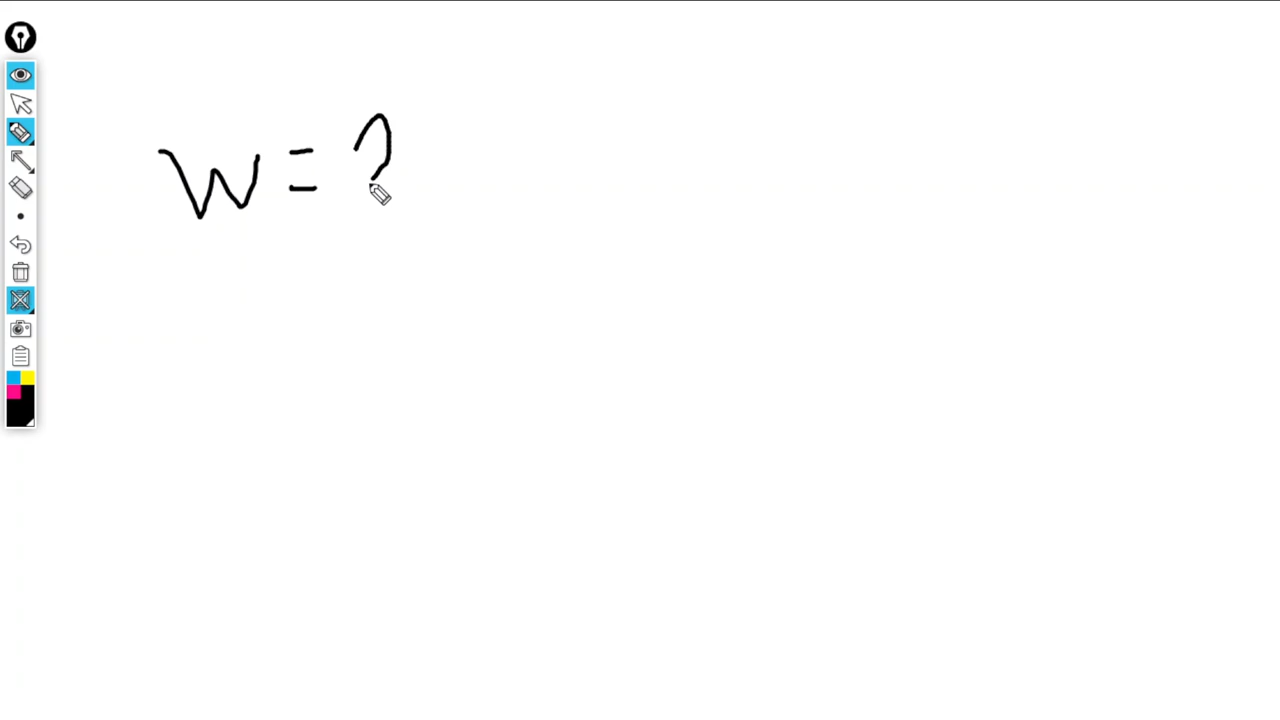 W = ?